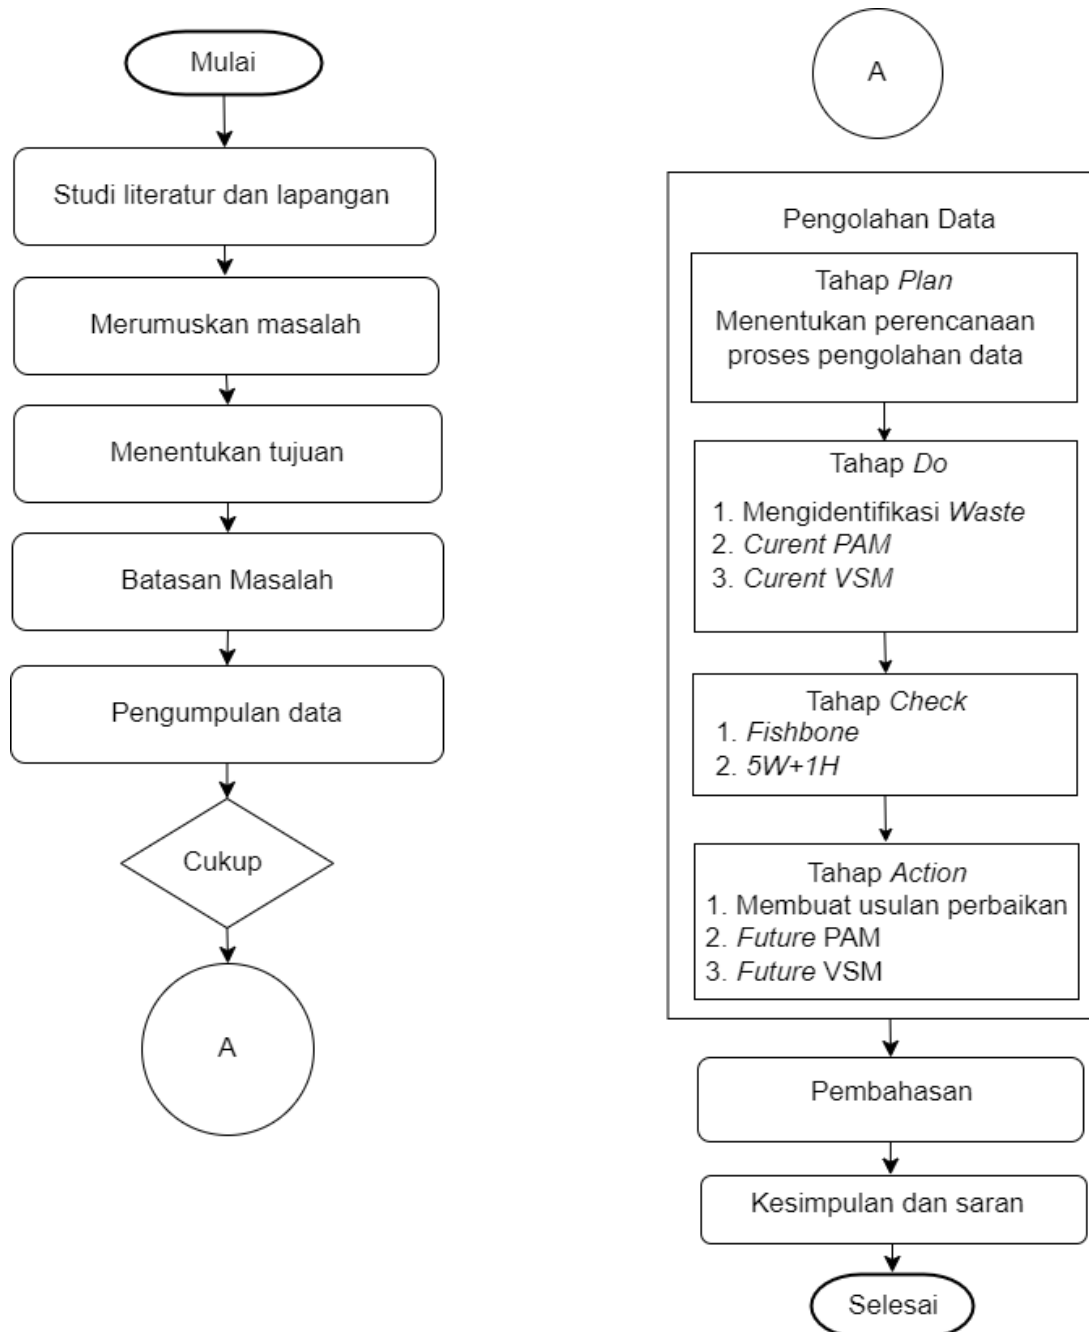 Mulai
Studi literatur dan lapangan
Merumuskan masalah
Menentukan tujuan
Batasan Masalah
Pengumpulan data
Cukup
A
A
Pengolahan Data
Tahap Plan
Menentukan perencanaan
proses pengolahan data
Tahap Do
1. Mengidentifikasi Waste
2. Curent PAM
3. Curent VSM
Tahap Check
1. Fishbone
2. 5W+1H
Tahap Action
1. Membuat usulan perbaikan
2. Future PAM
3. Future VSM
Pembahasan
Kesimpulan dan saran
Selesai